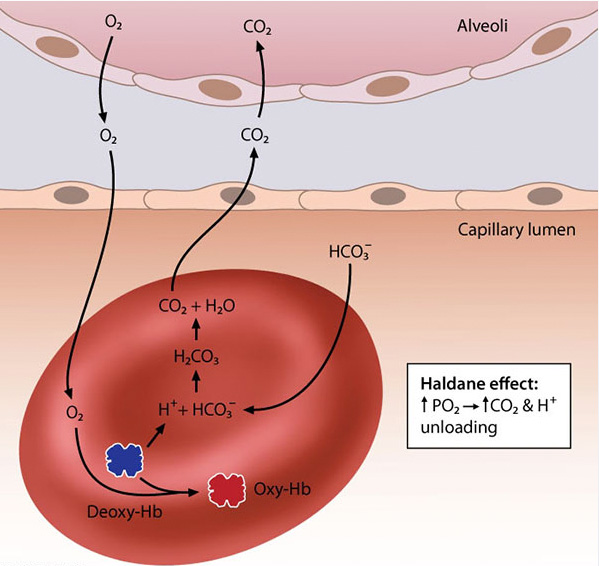 O₂
CO₂
Alveoli
O₂
CO₂
Capillary lumen
HCO₃⁻
CO₂ + H₂O
H₂CO₃
O₂
H⁺ + HCO₃⁻
Haldane effect:
↑ PO₂ → ↑CO₂ & H⁺
unloading
Oxy-Hb
Deoxy-Hb